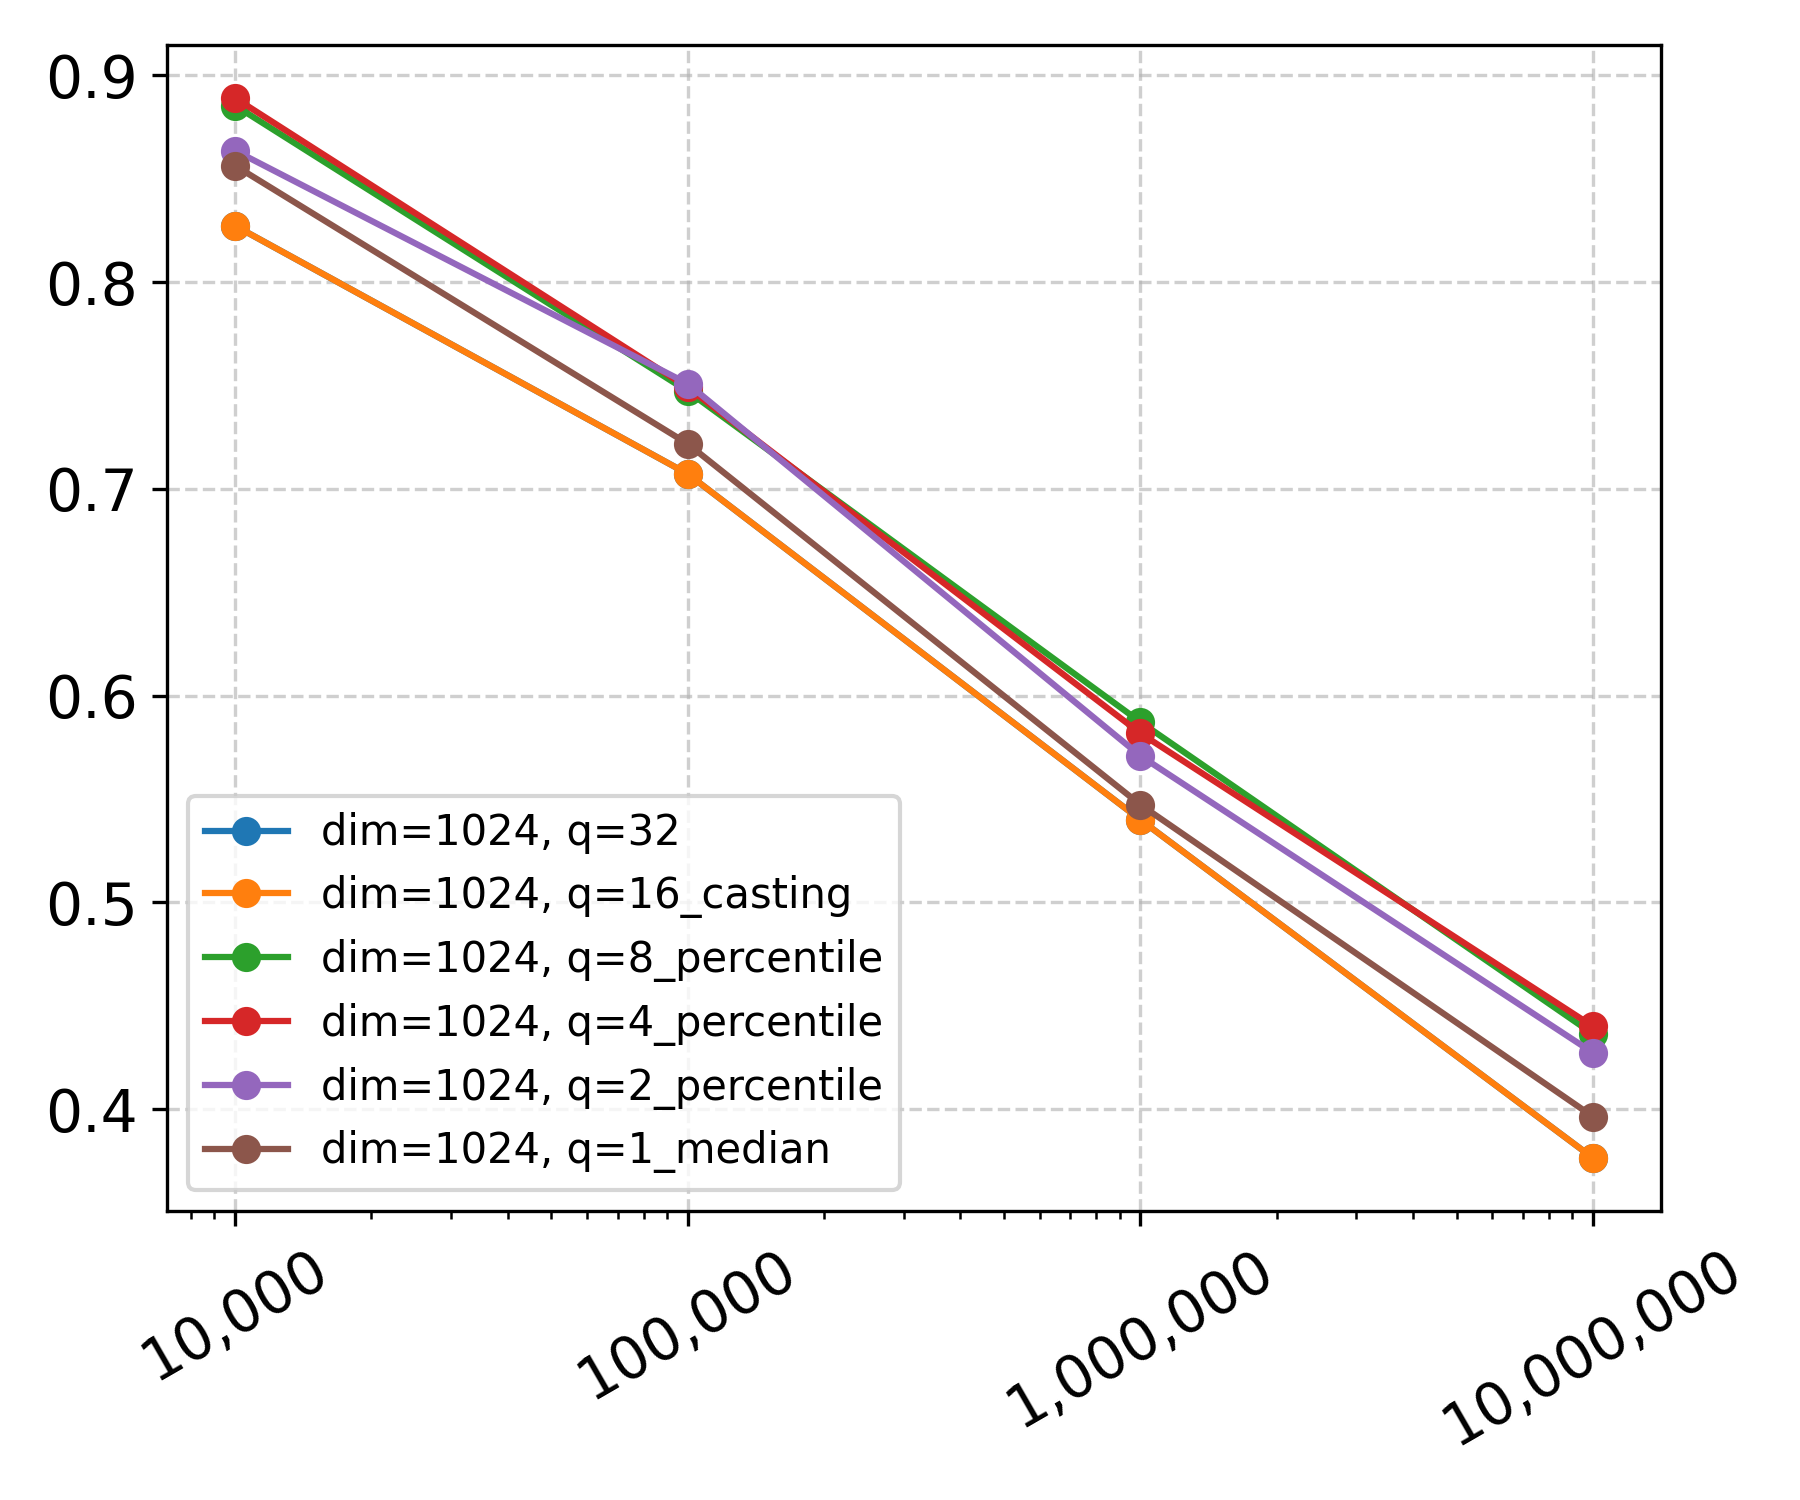 0.9
0.8
0.7
0.6
0.5
0.4
dim=1024, q=32
dim=1024, q=16_casting
dim=1024, q=8_percentile
dim=1024, q=4_percentile
dim=1024, q=2_percentile
dim=1024, q=1_median
10,000
100,000
1,000,000
10,000,000